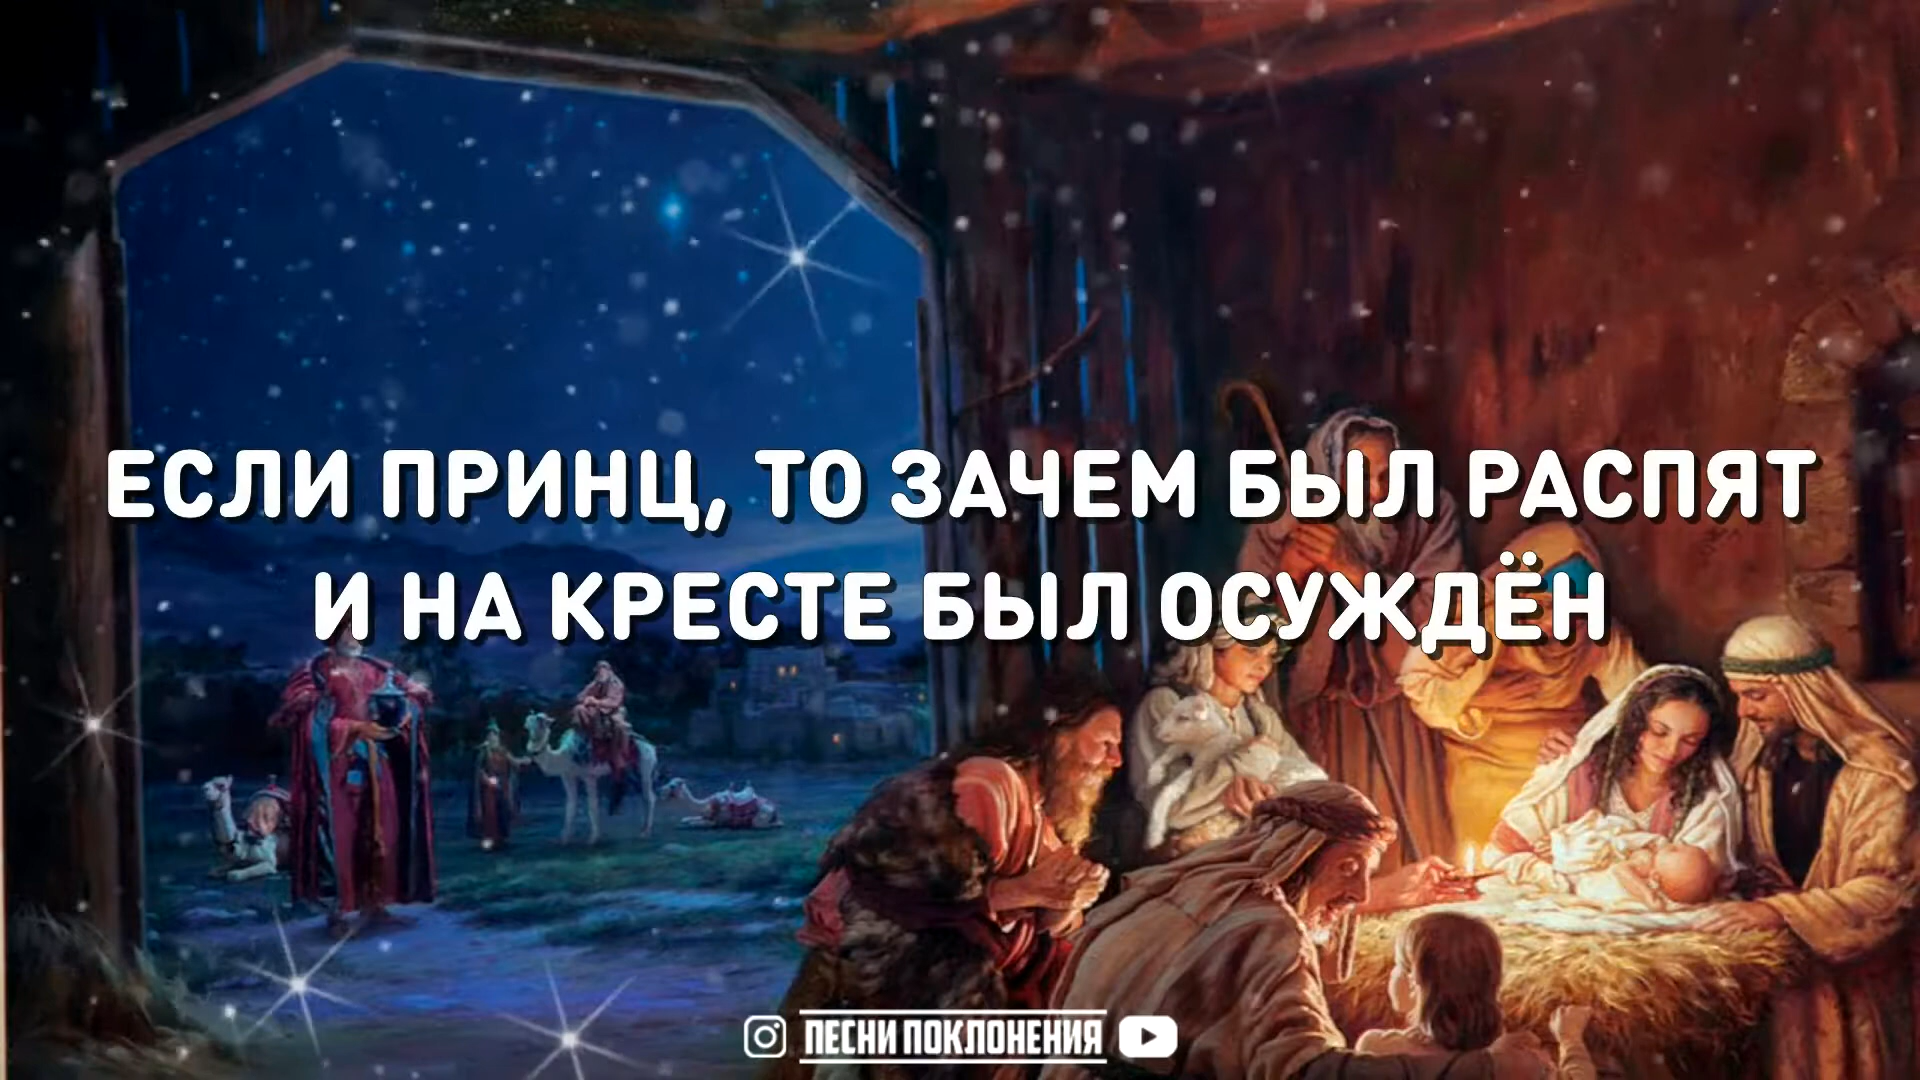 ЕСЛИ ПРИНЦ, ТО ЗАЧЕМ БЫЛ РАСПЯТ
И НА КРЕСТЕ БЫЛ ОСУЖДЁН
ПЕСНИ ПОКЛОНЕНИЯ